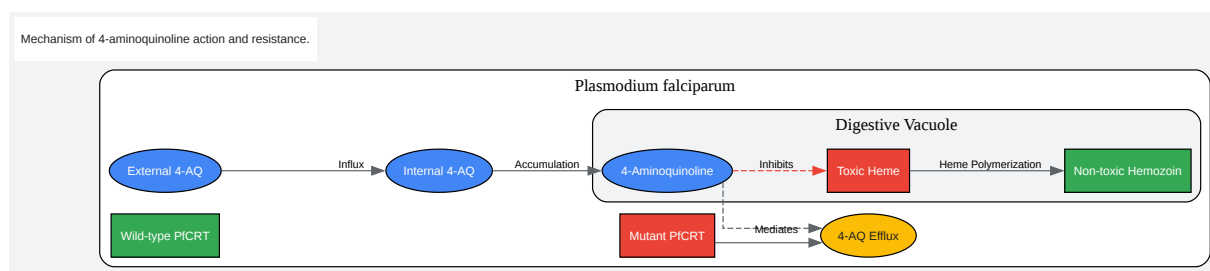 Mechanism of 4-aminoquinoline action and resistance.
Plasmodium falciparum
Digestive Vacuole
External 4-AQ
Influx
Internal 4-AQ
Accumulation
4-Aminoquinoline
Inhibits
Toxic Heme
Heme Polymerization
Non-toxic Hemozoin
Wild-type PfCRT
Mutant PfCRT
Mediates
4-AQ Efflux